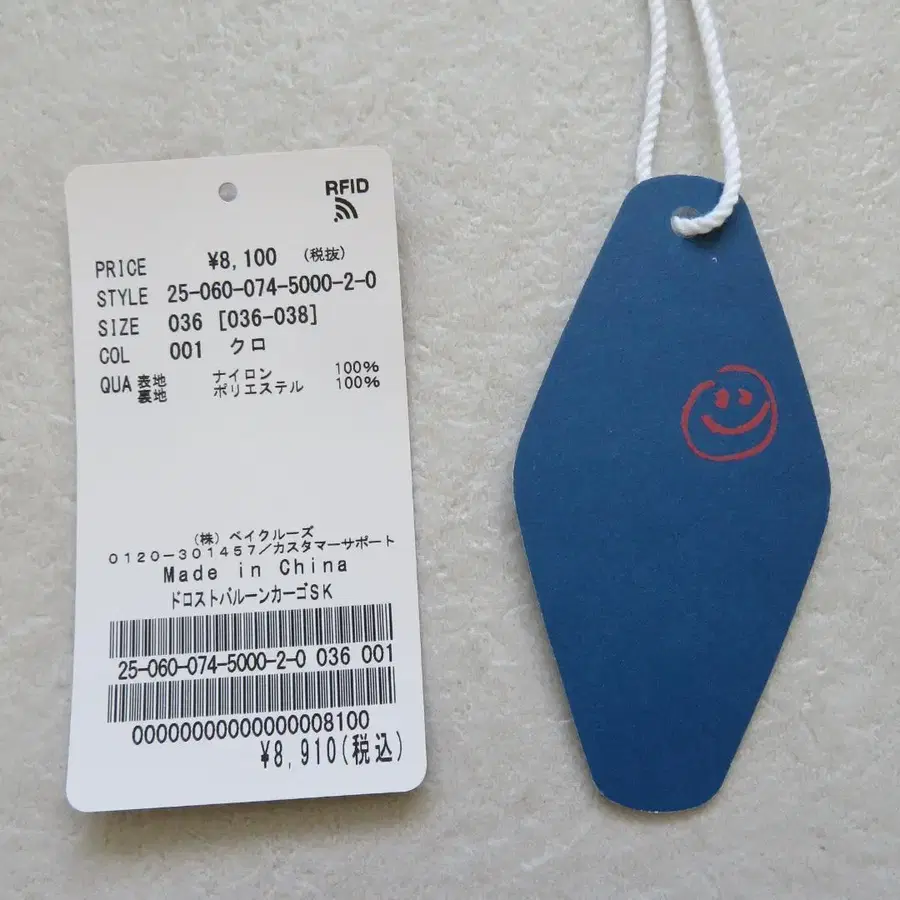 RFID
PRICE ¥8,100 (税抜)
STYLE 25-060-074-5000-2-0
SIZE 036 [036-038]
COL 001 クロ
QUA 表地 ナイロン 100%
裏地 ポリエステル 100%
(株) ベイクルーズ
0120-301457/カスタマーサポート
Made in China
ドロストバルーンカーゴSK
25-060-074-5000-2-0 036 001
00000000000000008100
¥8,910(税込)